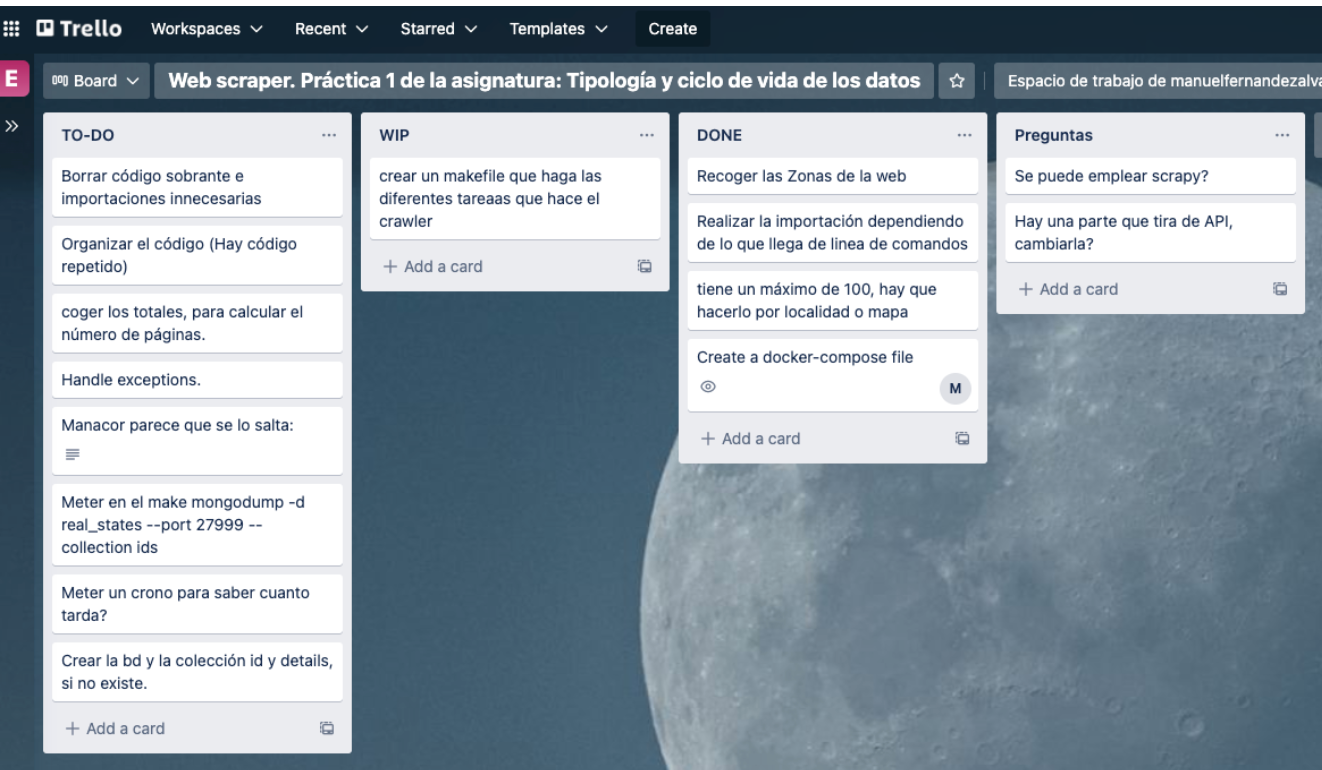 Trello Workspaces Recent Starred Templates Create
E
Board Web scraper. Práctica 1 de la asignatura: Tipología y ciclo de vida de los datos Espacio de trabajo de manuelfernandezalva
TO-DO
Borrar código sobrante e
importaciones innecesarias
Organizar el código (Hay código
repetido)
coger los totales, para calcular el
número de páginas.
Handle exceptions.
Manacor parece que se lo salta:
Meter en el make mongodump -d
real_states --port 27999 --
collection ids
Meter un crono para saber cuanto
tarda?
Crear la bd y la colección id y details,
si no existe.
+ Add a card
WIP
crear un makefile que haga las
diferentes tareaas que hace el
crawler
+ Add a card
DONE
Recoger las Zonas de la web
Realizar la importación dependiendo
de lo que llega de linea de comandos
tiene un máximo de 100, hay que
hacerlo por localidad o mapa
Create a docker-compose file
M
+ Add a card
Preguntas
Se puede emplear scrapy?
Hay una parte que tira de API,
cambiarla?
+ Add a card